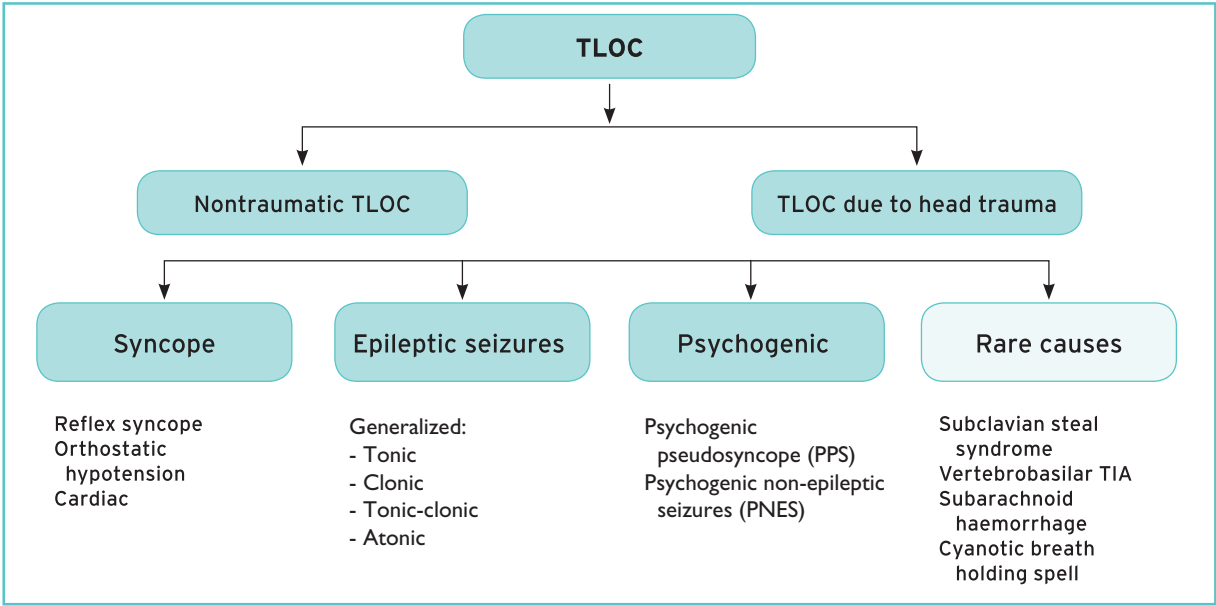 TLOC
Nontraumatic TLOC
TLOC due to head trauma
Syncope
Epileptic seizures
Psychogenic
Rare causes
Reflex syncope
Orthostatic
hypotension
Cardiac
Generalized:
- Tonic
- Clonic
- Tonic-clonic
- Atonic
Psychogenic
pseudosyncope (PPS)
Psychogenic non-epileptic
seizures (PNES)
Subclavian steal
syndrome
Vertebrobasilar TIA
Subarachnoid
haemorrhage
Cyanotic breath
holding spell